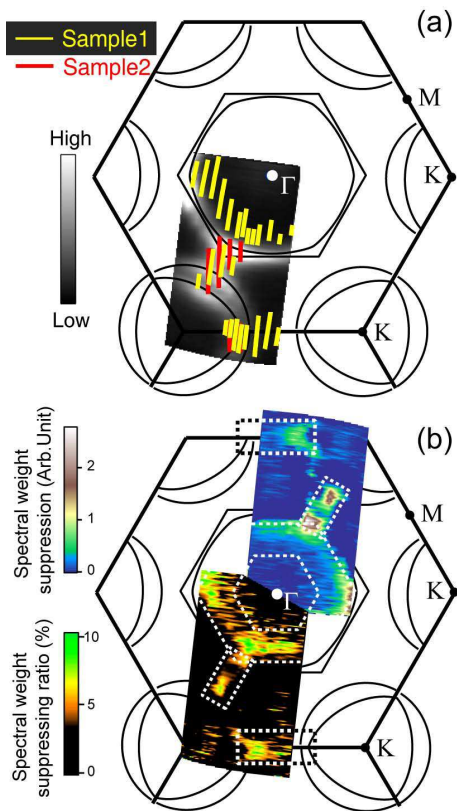 (a)
Sample1
Sample2
M
High
Γ
K
Low
K
(b)
Spectral weight
suppression (Arb.Unit)
2
1
0
M
Γ
K
Spectral weight
suppressing ratio (%)
10
5
0
K